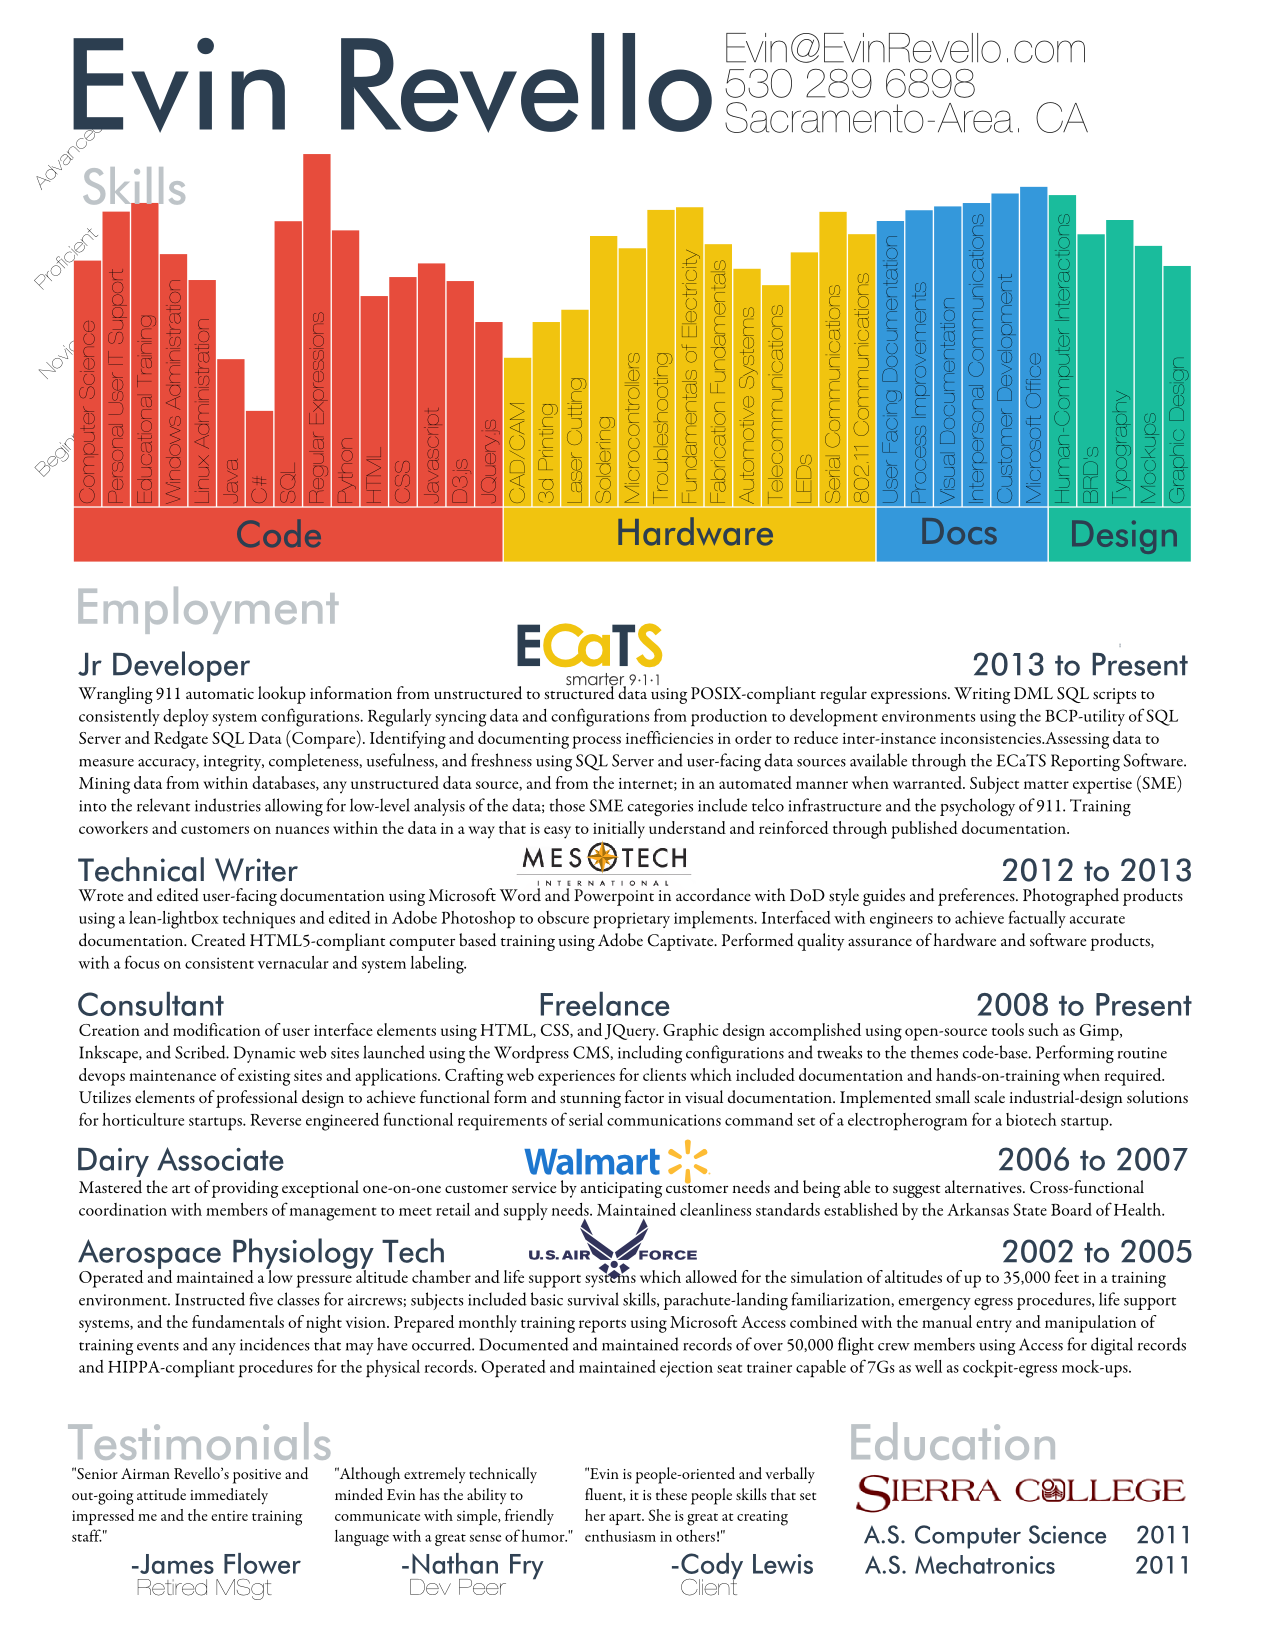 Evin Revello
Evin@EvinRevello.com
530 289 6898
Sacramento-Area. CA
Skills
Advanced
Proficient
Computer Science
Personal User IT Support
Educational Training
Windows Administration
Linux Administration
Java
C#
SQL
Regular Expressions
Python
HTML
CSS
Javascript
D3.js
JQuery.js
CAD/CAM
3d Printing
Laser Cutting
Soldering
Microcontrollers
Troubleshooting
Fundamentals of Electricity
Fabrication Fundamentals
Automotive Systems
Telecommunications
LEDs
Serial Communications
802.11 Communications
User Facing Documentation
Process Improvements
Visual Documentation
Interpersonal Communications
Customer Development
Microsoft Office
Human-Computer Interactions
BRD's
Typography
Mockups
Graphic Design
Code
Hardware
Docs
Design
Employment
Jr Developer
ECaTS
smarter 9·1·1
2013 to Present
Wrangling 911 automatic lookup information from unstructured to structured data using POSIX-compliant regular expressions. Writing DML SQL scripts to
consistently deploy system configurations. Regularly syncing data and configurations from production to development environments using the BCP-utility of SQL
Server and Redgate SQL Data (Compare). Identifying and documenting process inefficiencies in order to reduce inter-instance inconsistencies.Assessing data to
measure accuracy, integrity, completeness, usefulness, and freshness using SQL Server and user-facing data sources available through the ECaTS Reporting Software.
Mining data from within databases, any unstructured data source, and from the internet; in an automated manner when warranted. Subject matter expertise (SME)
into the relevant industries allowing for low-level analysis of the data; those SME categories include telco infrastructure and the psychology of 911. Training
coworkers and customers on nuances within the data in a way that is easy to initially understand and reinforced through published documentation.
Technical Writer
MESOTECH
INTERNATIONAL
2012 to 2013
Wrote and edited user-facing documentation using Microsoft Word and Powerpoint in accordance with DoD style guides and preferences. Photographed products
using a lean-lightbox techniques and edited in Adobe Photoshop to obscure proprietary implements. Interfaced with engineers to achieve factually accurate
documentation. Created HTML5-compliant computer based training using Adobe Captivate. Performed quality assurance of hardware and software products,
with a focus on consistent vernacular and system labeling.
Consultant
Freelance
2008 to Present
Creation and modification of user interface elements using HTML, CSS, and JQuery. Graphic design accomplished using open-source tools such as Gimp,
Inkscape, and Scribed. Dynamic web sites launched using the Wordpress CMS, including configurations and tweaks to the themes code-base. Performing routine
devops maintenance of existing sites and applications. Crafting web experiences for clients which included documentation and hands-on-training when required.
Utilizes elements of professional design to achieve functional form and stunning factor in visual documentation. Implemented small scale industrial-design solutions
for horticulture startups. Reverse engineered functional requirements of serial communications command set of a electropherogram for a biotech startup.
Dairy Associate
Walmart
2006 to 2007
Mastered the art of providing exceptional one-on-one customer service by anticipating customer needs and being able to suggest alternatives. Cross-functional
coordination with members of management to meet retail and supply needs. Maintained cleanliness standards established by the Arkansas State Board of Health.
Aerospace Physiology Tech
U.S. AIR FORCE
2002 to 2005
Operated and maintained a low pressure altitude chamber and life support systems which allowed for the simulation of altitudes of up to 35,000 feet in a training
environment. Instructed five classes for aircrews; subjects included basic survival skills, parachute-landing familiarization, emergency egress procedures, life support
systems, and the fundamentals of night vision. Prepared monthly training reports using Microsoft Access combined with the manual entry and manipulation of
training events and any incidences that may have occurred. Documented and maintained records of over 50,000 flight crew members using Access for digital records
and HIPPA-compliant procedures for the physical records. Operated and maintained ejection seat trainer capable of 7Gs as well as cockpit-egress mock-ups.
Testimonials
"Senior Airman Revello's positive and
out-going attitude immediately
impressed me and the entire training
staff."
-James Flower
Retired MSgt
"Although extremely technically
minded Evin has the ability to
communicate with simple, friendly
language with a great sense of humor."
-Nathan Fry
Dev Peer
"Evin is people-oriented and verbally
fluent, it is these people skills that set
her apart. She is great at creating
enthusiasm in others!"
-Cody Lewis
Client
Education
SIERRA COLLEGE
A.S. Computer Science 2011
A.S. Mechatronics 2011